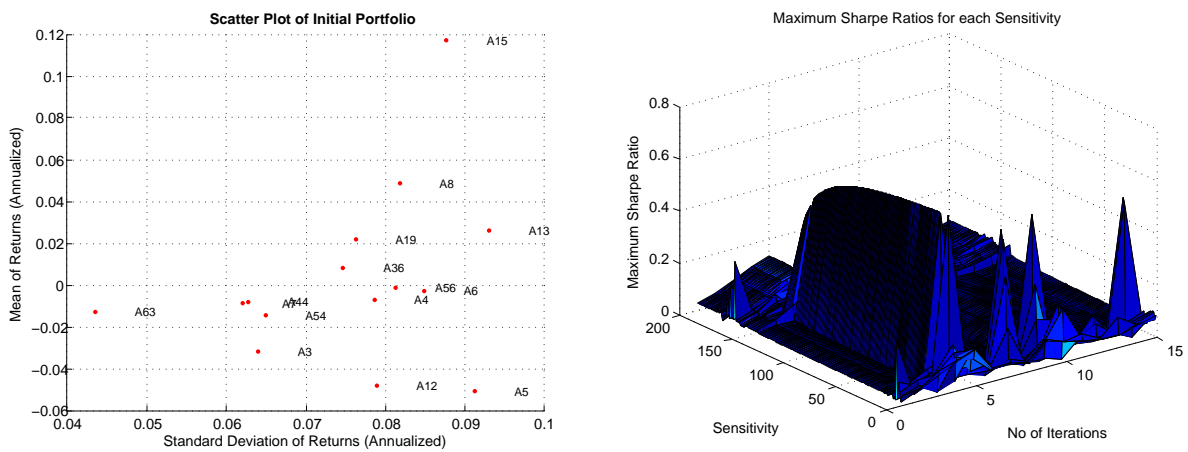 Scatter Plot of Initial Portfolio
0.12
0.1
0.08
0.06
0.04
0.02
0
−0.02
−0.04
−0.06
Mean of Returns (Annualized)
A15
A8
A13
A19
A36
A56
A6
A4
A44
A63
A54
A3
A12
A5
0.04
0.05
0.06
0.07
0.08
0.09
0.1
Standard Deviation of Returns (Annualized)
Maximum Sharpe Ratios for each Sensitivity
0.8
0.6
0.4
0.2
0
Maximum Sharpe Ratio
200
150
100
50
0
Sensitivity
0
5
10
15
No of Iterations